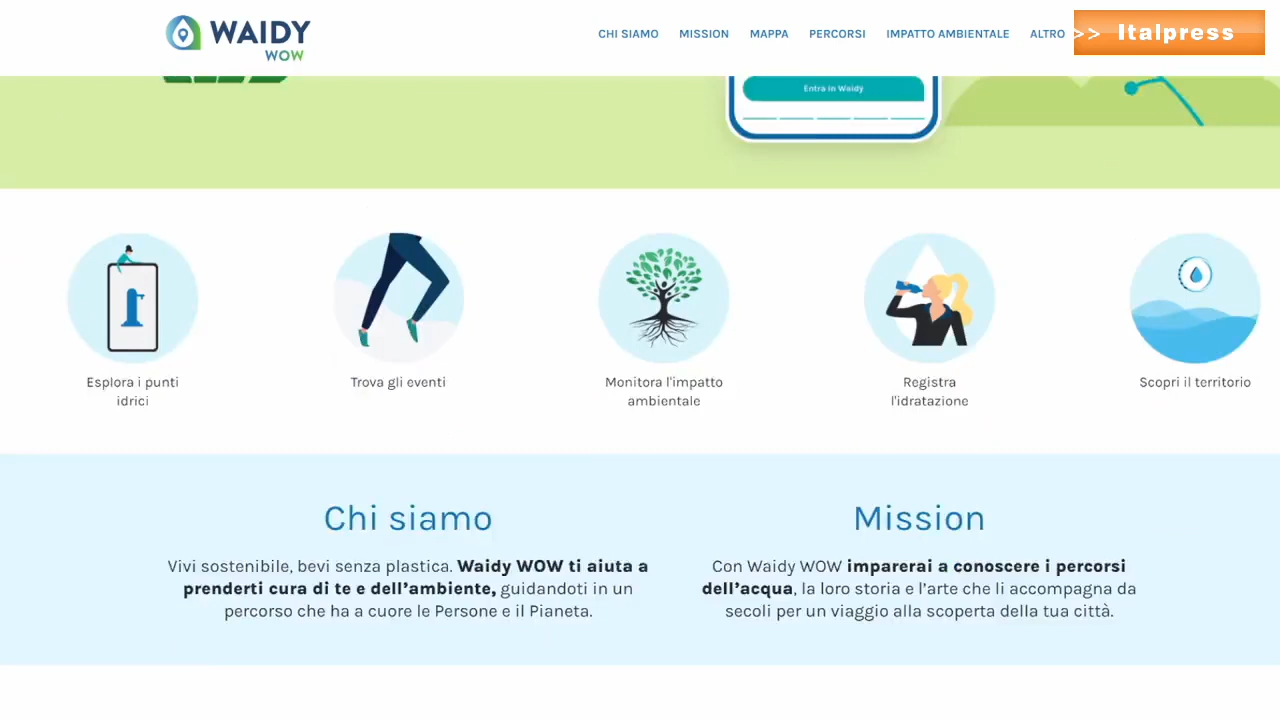 WAIDY
WOW
CHI SIAMO MISSION MAPPA PERCORSI IMPATTO AMBIENTALE ALTRO
>> Italpress
Entra in Waidy
Esplora i punti
idrici
Trova gli eventi
Monitora l'impatto
ambientale
Registra
l'idratazione
Scopri il territorio
Chi siamo
Vivi sostenibile, bevi senza plastica. Waidy WOW ti aiuta a
prenderti cura di te e dell’ambiente, guidandoti in un
percorso che ha a cuore le Persone e il Pianeta.
Mission
Con Waidy WOW imparerai a conoscere i percorsi
dell’acqua, la loro storia e l’arte che li accompagna da
secoli per un viaggio alla scoperta della tua città.